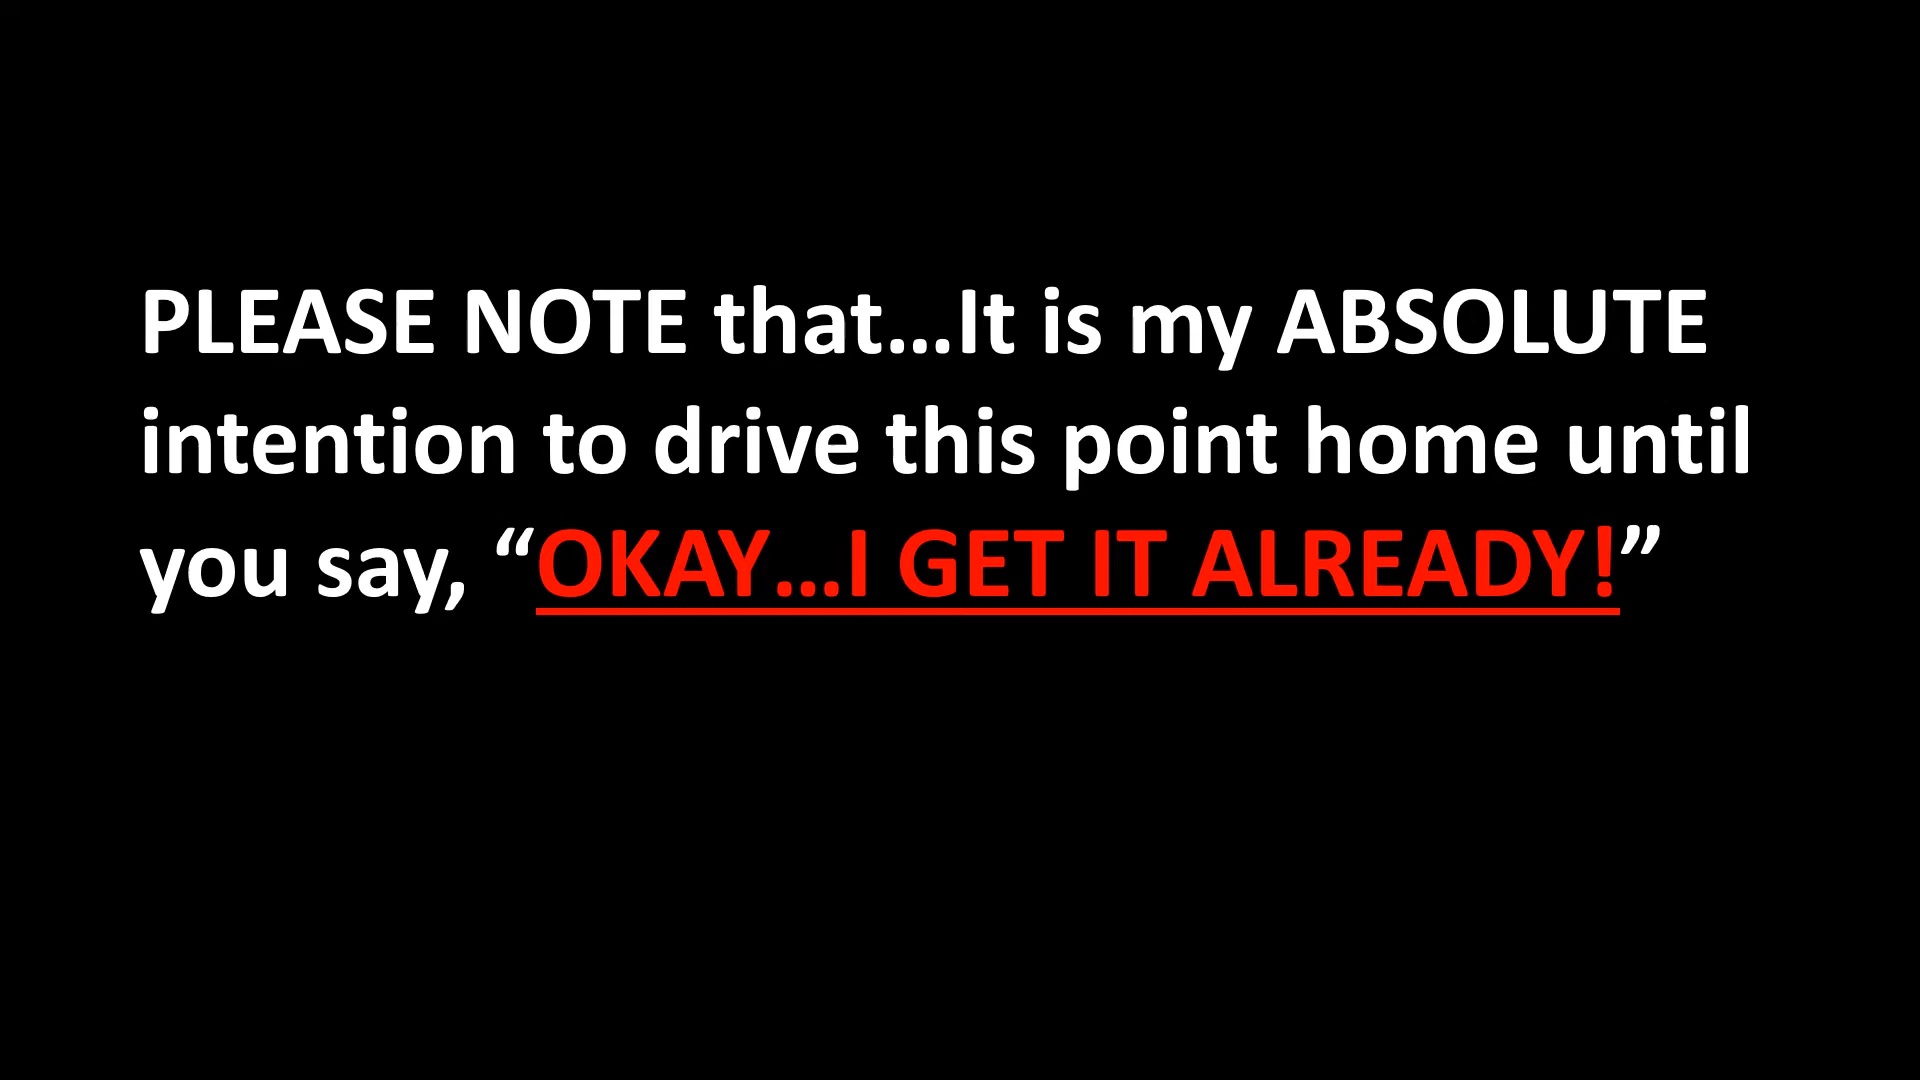 PLEASE NOTE that…It is my ABSOLUTE
intention to drive this point home until
you say, “OKAY…I GET IT ALREADY!”